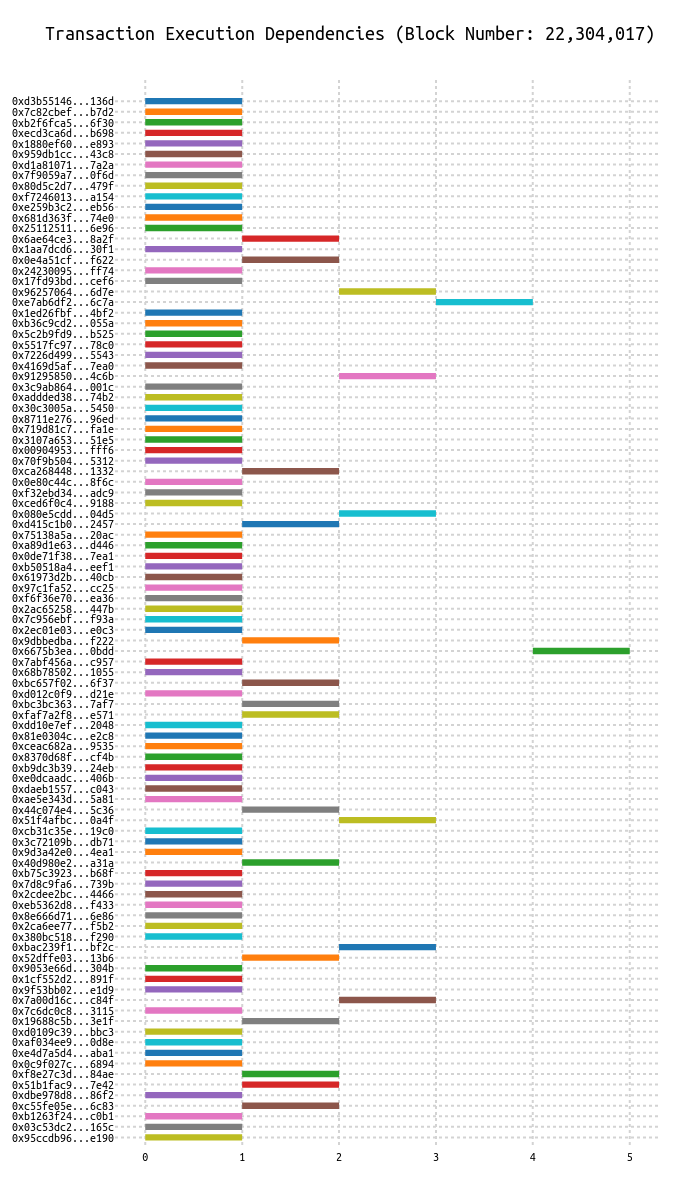 Transaction Execution Dependencies (Block Number: 22,304,017)
0xd3b55146...136d
0x7c82cbef...b7d2
0xb2f6fca5...6f30
0xecd3ca6d...b698
0x1880ef60...e893
0x959db1cc...43c8
0xd1a81071...7a2a
0x7f9059a7...0f6d
0x80d5c2d7...479f
0xf7246013...a154
0xe259b3c2...eb56
0x681d363f...74e0
0x25112511...6e96
0x6ae64ce3...8a2f
0x1aa7dcd6...30f1
0x0e4a51cf...f622
0x24230095...ff74
0x17fd93bd...cef6
0x96257064...6d7e
0xe7ab6df2...6c7a
0x1ed26fbf...4bf2
0xb36c9cd2...055a
0x5c2b9fd9...b525
0x5517fc97...78c0
0x7226d499...5543
0x4169d5af...7ea0
0x91295850...4c6b
0x3c9ab864...001c
0xaddded38...74b2
0x30c3005a...5450
0x8711e276...96ed
0x719d81c7...fa1e
0x3107a653...51e5
0x00904953...fff6
0x70f9b504...5312
0xca268448...1332
0x0e80c44c...8f6c
0xf32ebd34...adc9
0xced6f0c4...9188
0x080e5cdd...04d5
0xd415c1b0...2457
0x75138a5a...20ac
0xa89d1e63...d446
0x0de71f38...7ea1
0xb50518a4...eef1
0x61973d2b...40cb
0x97c1fa52...cc25
0xf6f36e70...ea36
0x2ac65258...447b
0x7c956ebf...f93a
0x2ec01e03...e0c3
0x9dbbedba...f222
0x6675b3ea...0bdd
0x7abf456a...c957
0x68b78502...1055
0xbc657f02...6f37
0xd012c0f9...d21e
0xbc3bc363...7af7
0xfaf7a2f8...e571
0xdd10e7ef...2048
0x81e0304c...e2c8
0xceac682a...9535
0x8370d68f...cf4b
0xb9dc3b39...24eb
0xe0dcaadc...406b
0xdaeb1557...c043
0xae5e343d...5a81
0x44c074e4...5c36
0x51f4afbc...0a4f
0xcb31c35e...19c0
0x3c72109b...db71
0x9d3a42e0...4ea1
0x40d980e2...a31a
0xb75c3923...b68f
0x7d8c9fa6...739b
0x2cdee2bc...4466
0xeb5362d8...f433
0x8e666d71...6e86
0x2ca6ee77...f5b2
0x380bc518...f290
0xbac239f1...bf2c
0x52dffe03...13b6
0x9053e66d...304b
0x1cf552d2...891f
0x9f53bb02...e1d9
0x7a00d16c...c84f
0x7c6dc0c8...3115
0x19688c5b...3e1f
0xd0109c39...bbc3
0xaf034ee9...0d8e
0xe4d7a5d4...aba1
0x0c9f027c...6894
0xf8e27c3d...84ae
0x51b1fac9...7e42
0xdbe978d8...86f2
0xc55fe05e...6c83
0xb1263f24...c0b1
0x03c53dc2...165c
0x95ccdb96...e190
0 1 2 3 4 5